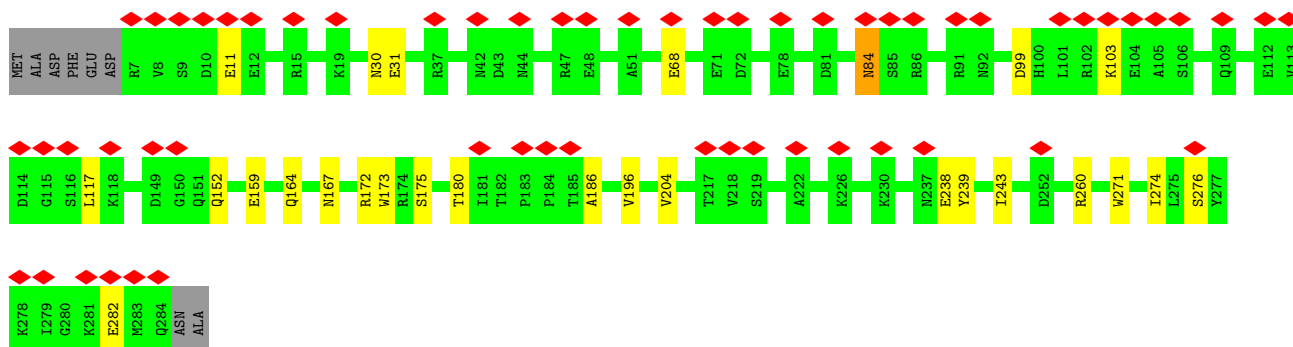 MET ALA ASP PHE GLU ASP R7 V8 S9 D10 E11 E12 R15 K19 N30 E31 R37 N42 D43 N44 R47 E48 A51 E68 E71 D72 E78 D81 N84 S85 R86 R91 N92 D99 H100 L101 R102 K103 E104 A105 S106 Q109 E112 V113
D114 G115 S116 L117 K118 D149 G150 Q151 Q152 E159 Q164 N167 R172 W173 R174 S175 T180 I181 T182 P183 P184 T185 A186 V196 V204 T217 V218 S219 A222 K226 K230 N237 E238 Y239 I243 D252 R260 W271 I274 L275 S276 Y277
K278 I279 G280 K281 E282 M283 Q284 ASN ALA